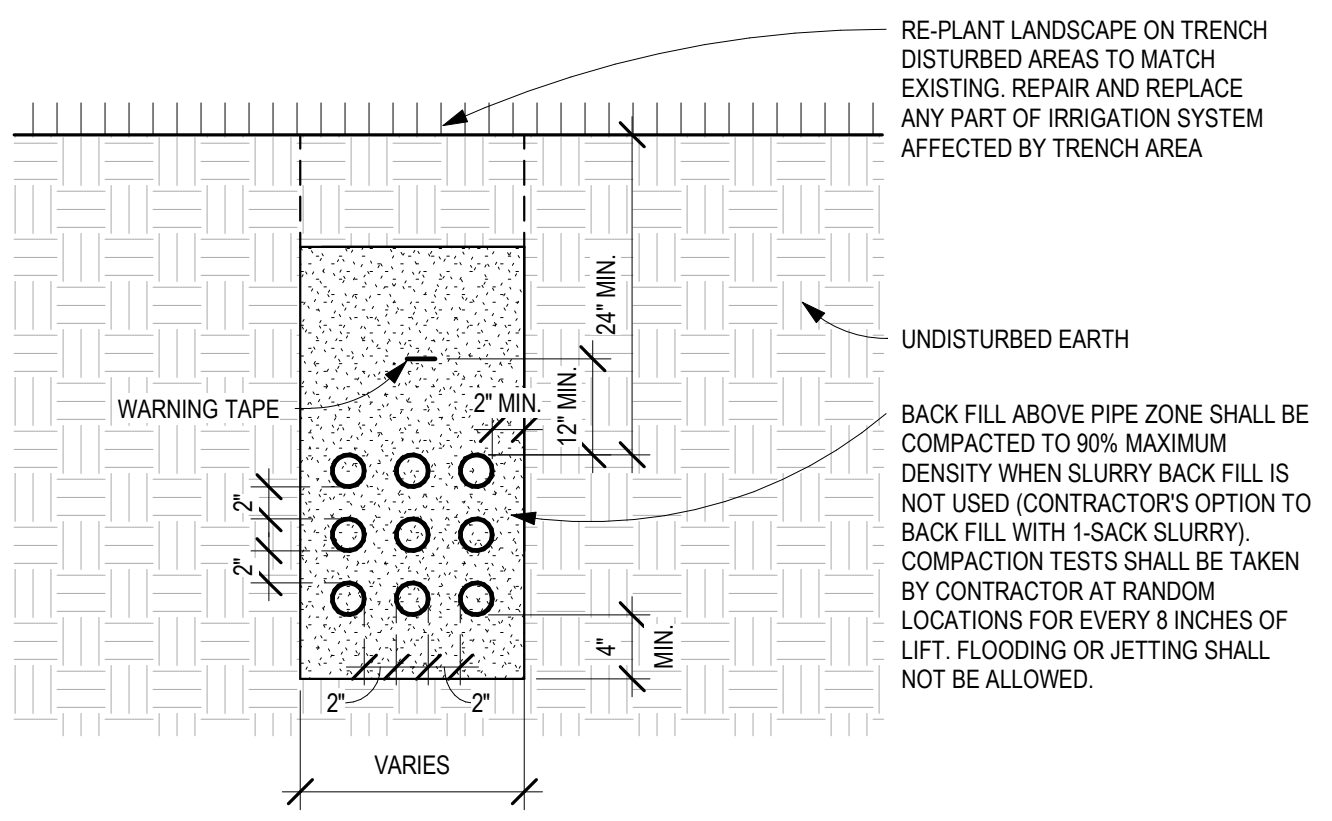 RE-PLANT LANDSCAPE ON TRENCH
DISTURBED AREAS TO MATCH
EXISTING. REPAIR AND REPLACE
ANY PART OF IRRIGATION SYSTEM
AFFECTED BY TRENCH AREA
24" MIN.
UNDISTURBED EARTH
WARNING TAPE
2" MIN.
12" MIN.
BACK FILL ABOVE PIPE ZONE SHALL BE
COMPACTED TO 90% MAXIMUM
DENSITY WHEN SLURRY BACK FILL IS
NOT USED (CONTRACTOR'S OPTION TO
BACK FILL WITH 1-SACK SLURRY).
COMPACTION TESTS SHALL BE TAKEN
BY CONTRACTOR AT RANDOM
LOCATIONS FOR EVERY 8 INCHES OF
LIFT. FLOODING OR JETTING SHALL
NOT BE ALLOWED.
2"
2"
4"
MIN.
2"
2"
VARIES